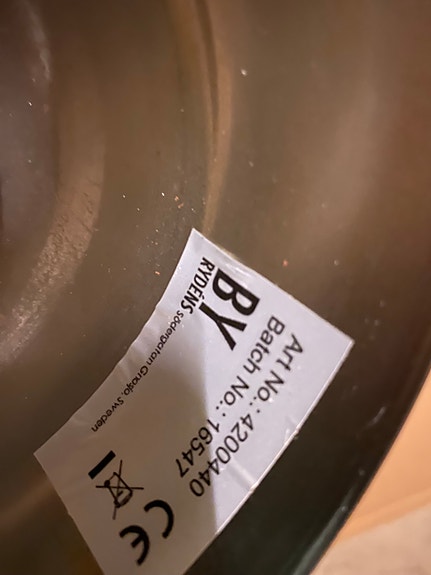 BY
RYDÉNS södergatan Gnosjö, Sweden
Art No.: 4200440
Batch No.: 16547
CE